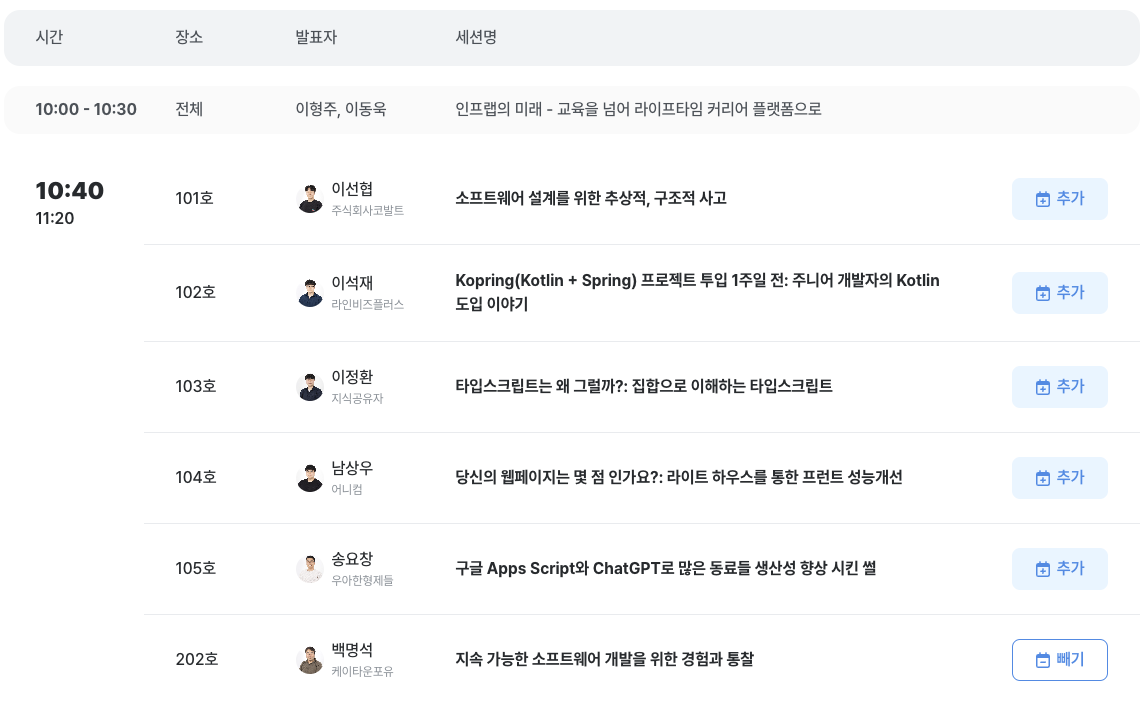 시간 장소 발표자 세션명
10:00 - 10:30 전체 이형주, 이동욱 인프랩의 미래 - 교육을 넘어 라이프타임 커리어 플랫폼으로
10:40
11:20
101호
이선협
주식회사코발트
소프트웨어 설계를 위한 추상적, 구조적 사고
추가
102호
이석재
라인비즈플러스
Kopring(Kotlin + Spring) 프로젝트 투입 1주일 전: 주니어 개발자의 Kotlin
도입 이야기
추가
103호
이정환
지식공유자
타입스크립트는 왜 그럴까?: 집합으로 이해하는 타입스크립트
추가
104호
남상우
어니컴
당신의 웹페이지는 몇 점 인가요?: 라이트 하우스를 통한 프런트 성능개선
추가
105호
송요창
우아한형제들
구글 Apps Script와 ChatGPT로 많은 동료들 생산성 향상 시킨 썰
추가
202호
백명석
케이타운포유
지속 가능한 소프트웨어 개발을 위한 경험과 통찰
빼기